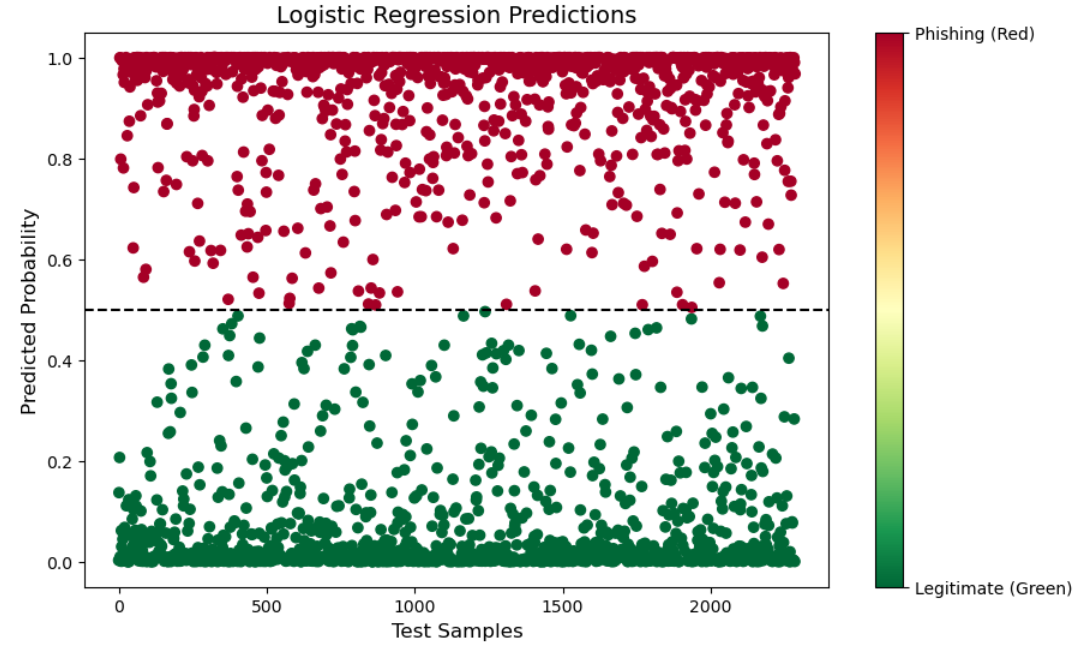 Logistic Regression Predictions
Predicted Probability
1.0
0.8
0.6
0.4
0.2
0.0
0
500
1000
1500
2000
Test Samples
Phishing (Red)
Legitimate (Green)